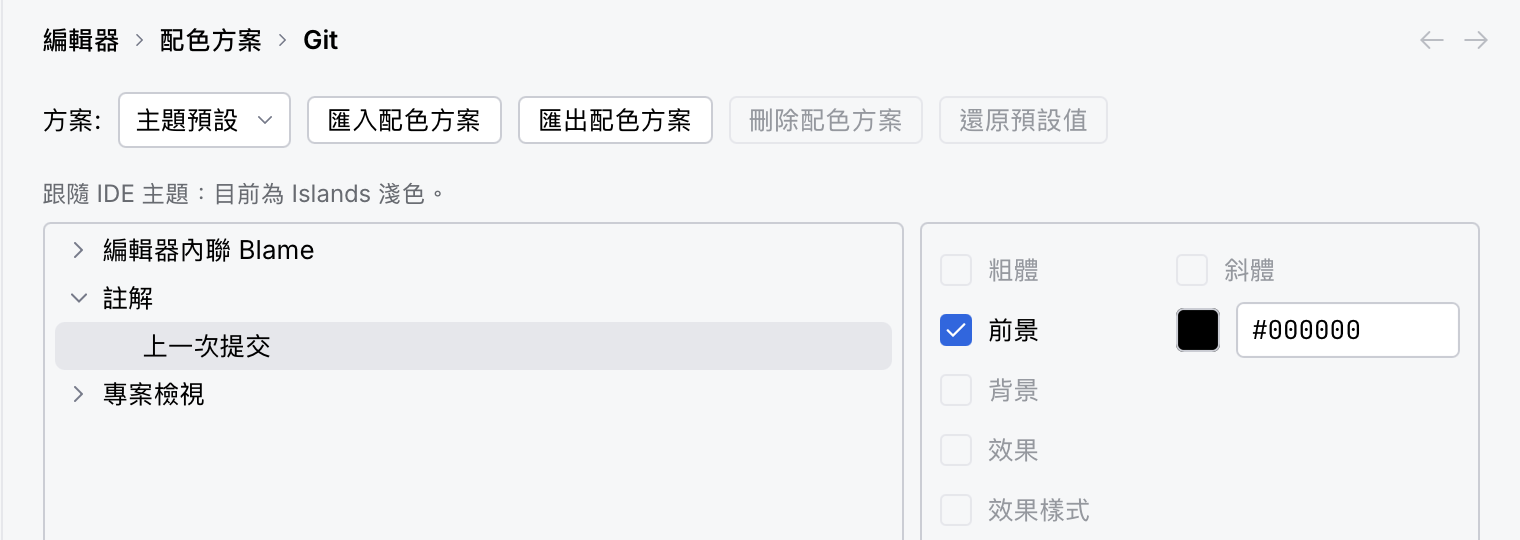 編輯器 > 配色方案 > Git
方案: 主題預設 匯入配色方案 匯出配色方案 刪除配色方案 還原預設值
跟隨 IDE 主題：目前為 Islands 淺色。
編輯器內聯 Blame
註解
上一次提交
專案檢視
粗體 斜體
前景 #000000
背景
效果
效果樣式